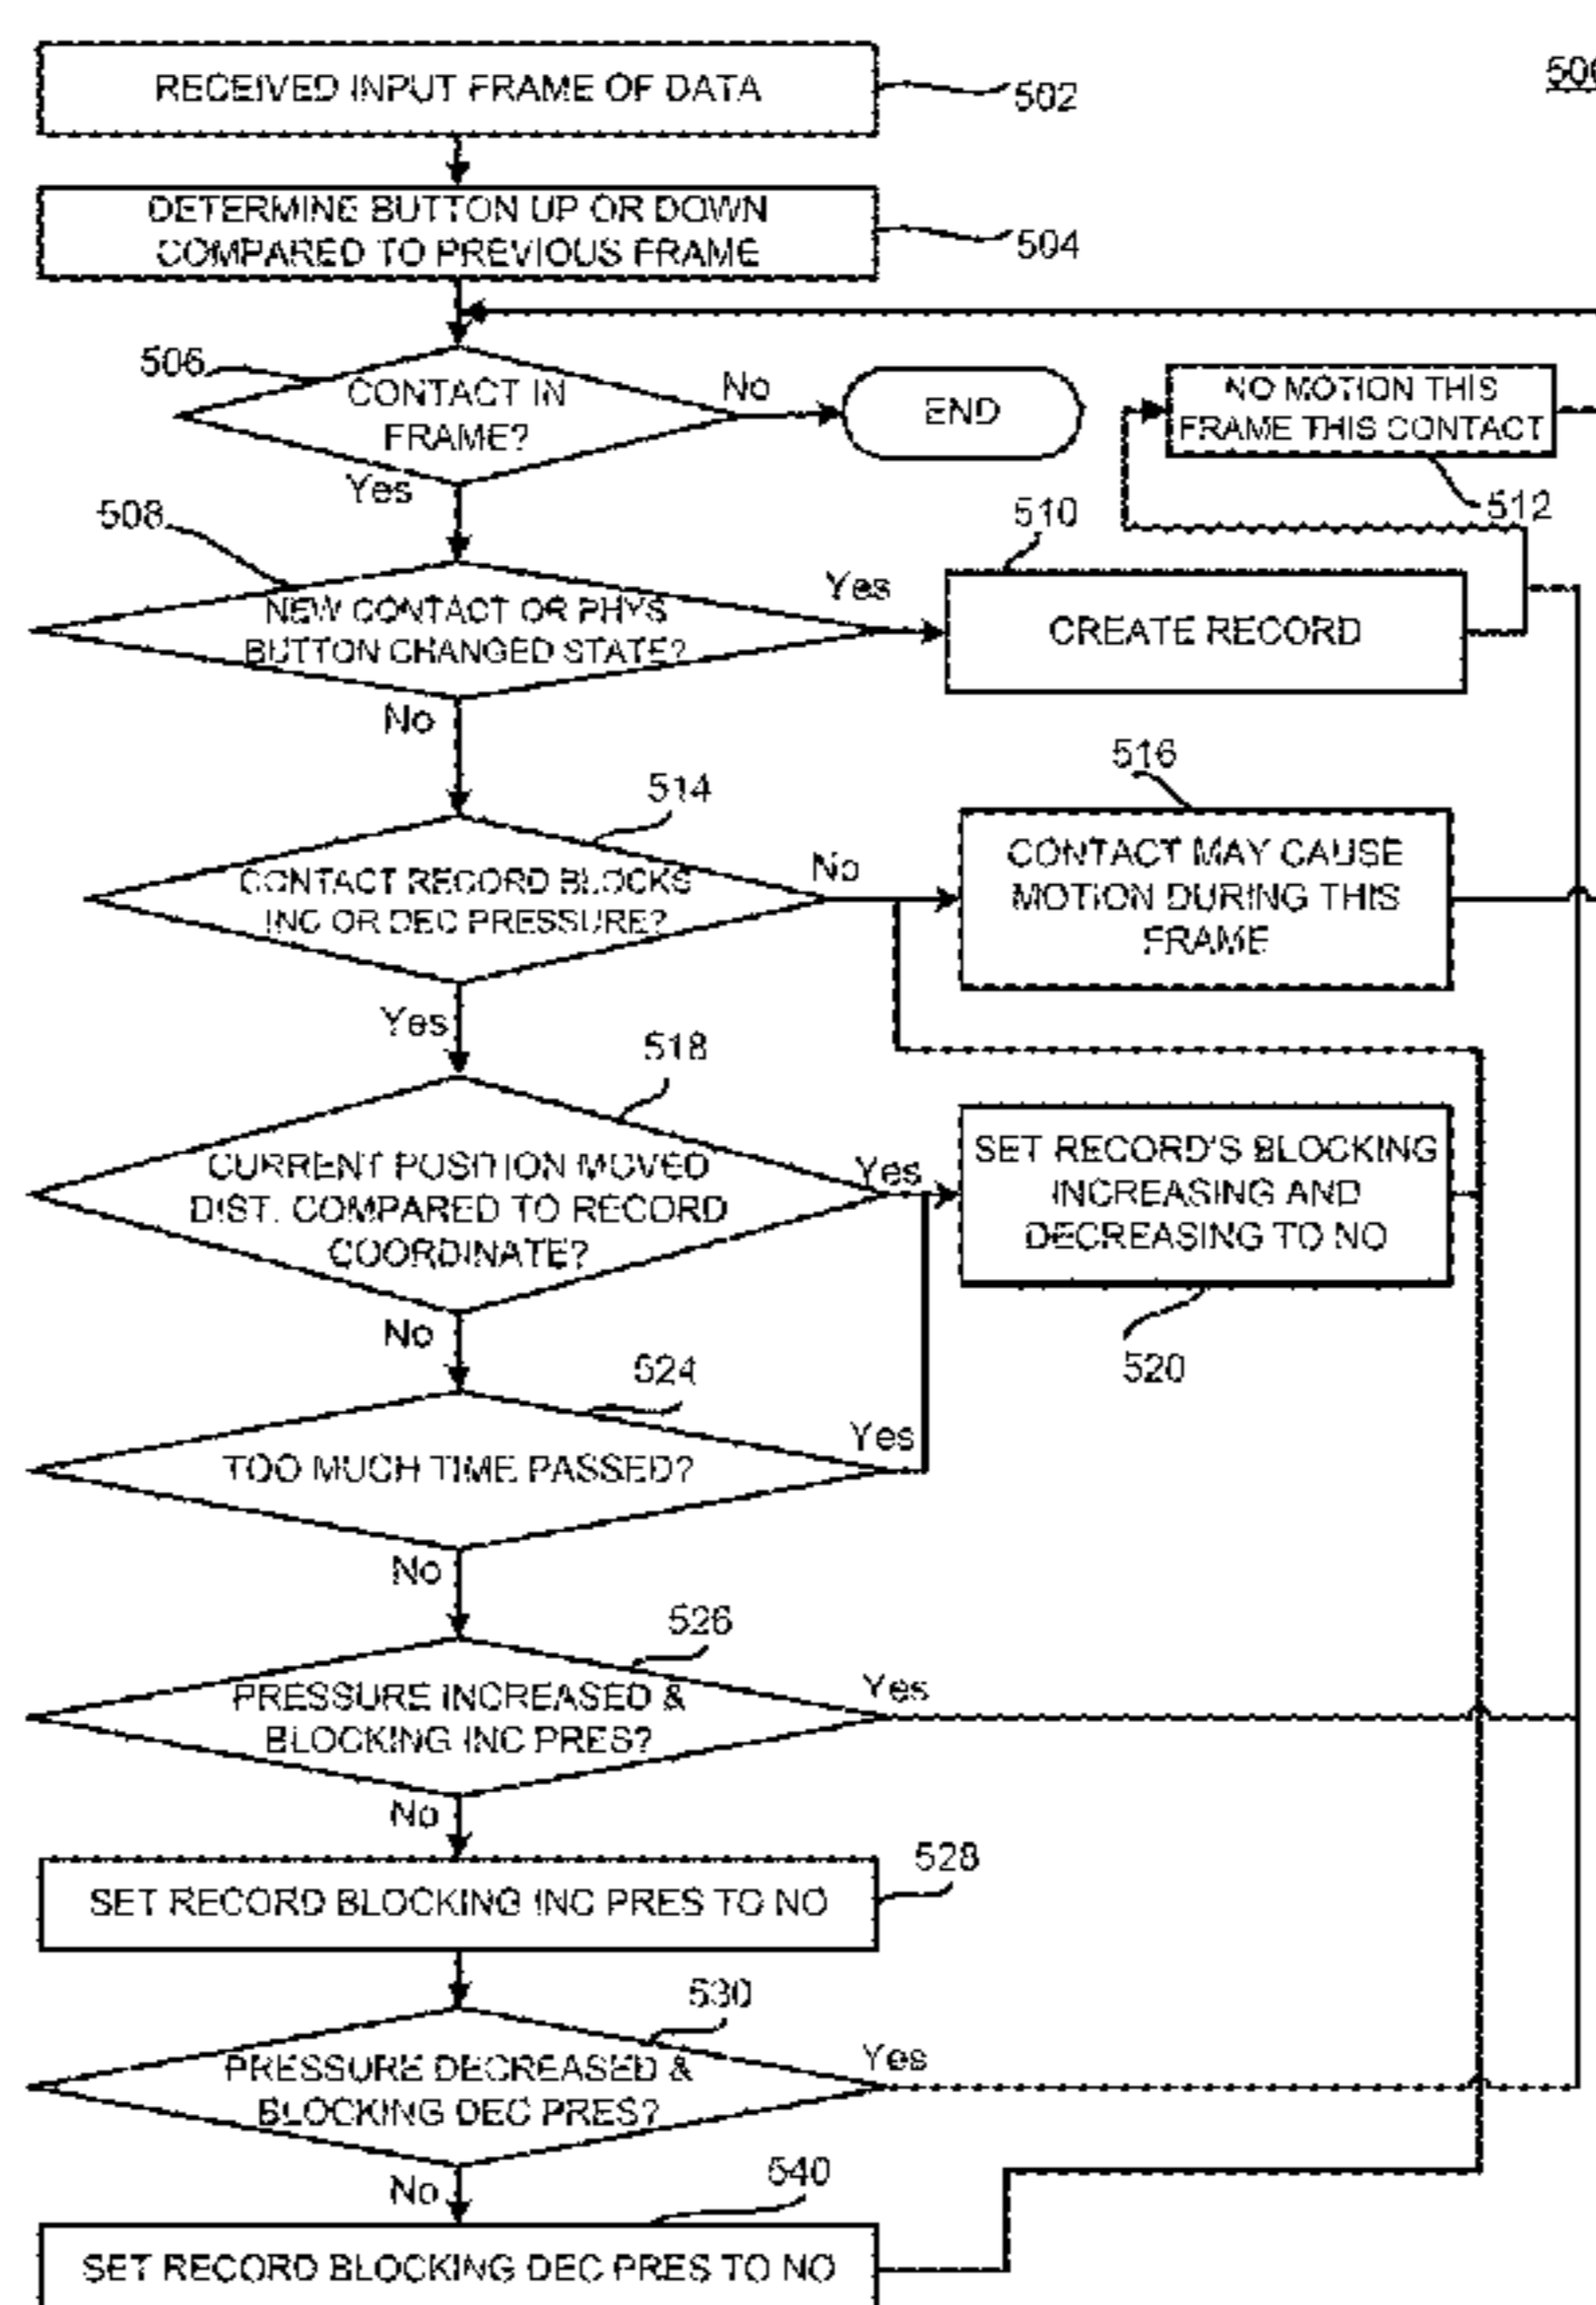 RECEIVED INPUT FRAME OF DATA
502
DETERMINE BUTTON UP OR DOWN
COMPARED TO PREVIOUS FRAME
504
506
CONTACT IN
FRAME?
No
END
Yes
NO MOTION THIS
FRAME THIS CONTACT
512
508
NEW CONTACT OR PHYS
BUTTON CHANGED STATE?
Yes
510
CREATE RECORD
No
514
CONTACT RECORD BLOCKS
INC OR DEC PRESSURE?
No
516
CONTACT MAY CAUSE
MOTION DURING THIS
FRAME
Yes
518
CURRENT POSITION MOVED
DIST. COMPARED TO RECORD
COORDINATE?
Yes
SET RECORD'S BLOCKING
INCREASING AND
DECREASING TO NO
520
No
524
TOO MUCH TIME PASSED?
Yes
No
526
PRESSURE INCREASED &
BLOCKING INC PRES?
Yes
No
528
SET RECORD BLOCKING INC PRES TO NO
530
PRESSURE DECREASED &
BLOCKING DEC PRES?
Yes
No
540
SET RECORD BLOCKING DEC PRES TO NO